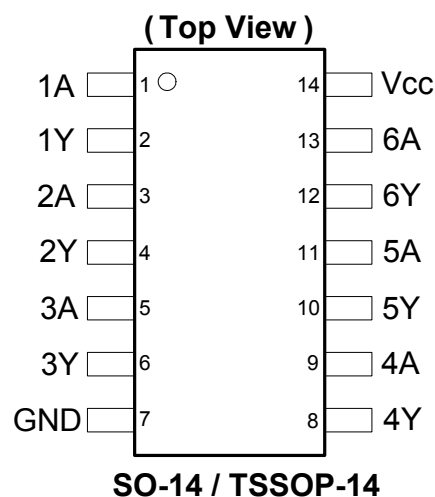 ( Top View )
1A 1 14 Vcc
1Y 2 13 6A
2A 3 12 6Y
2Y 4 11 5A
3A 5 10 5Y
3Y 6 9 4A
GND 7 8 4Y
SO-14 / TSSOP-14